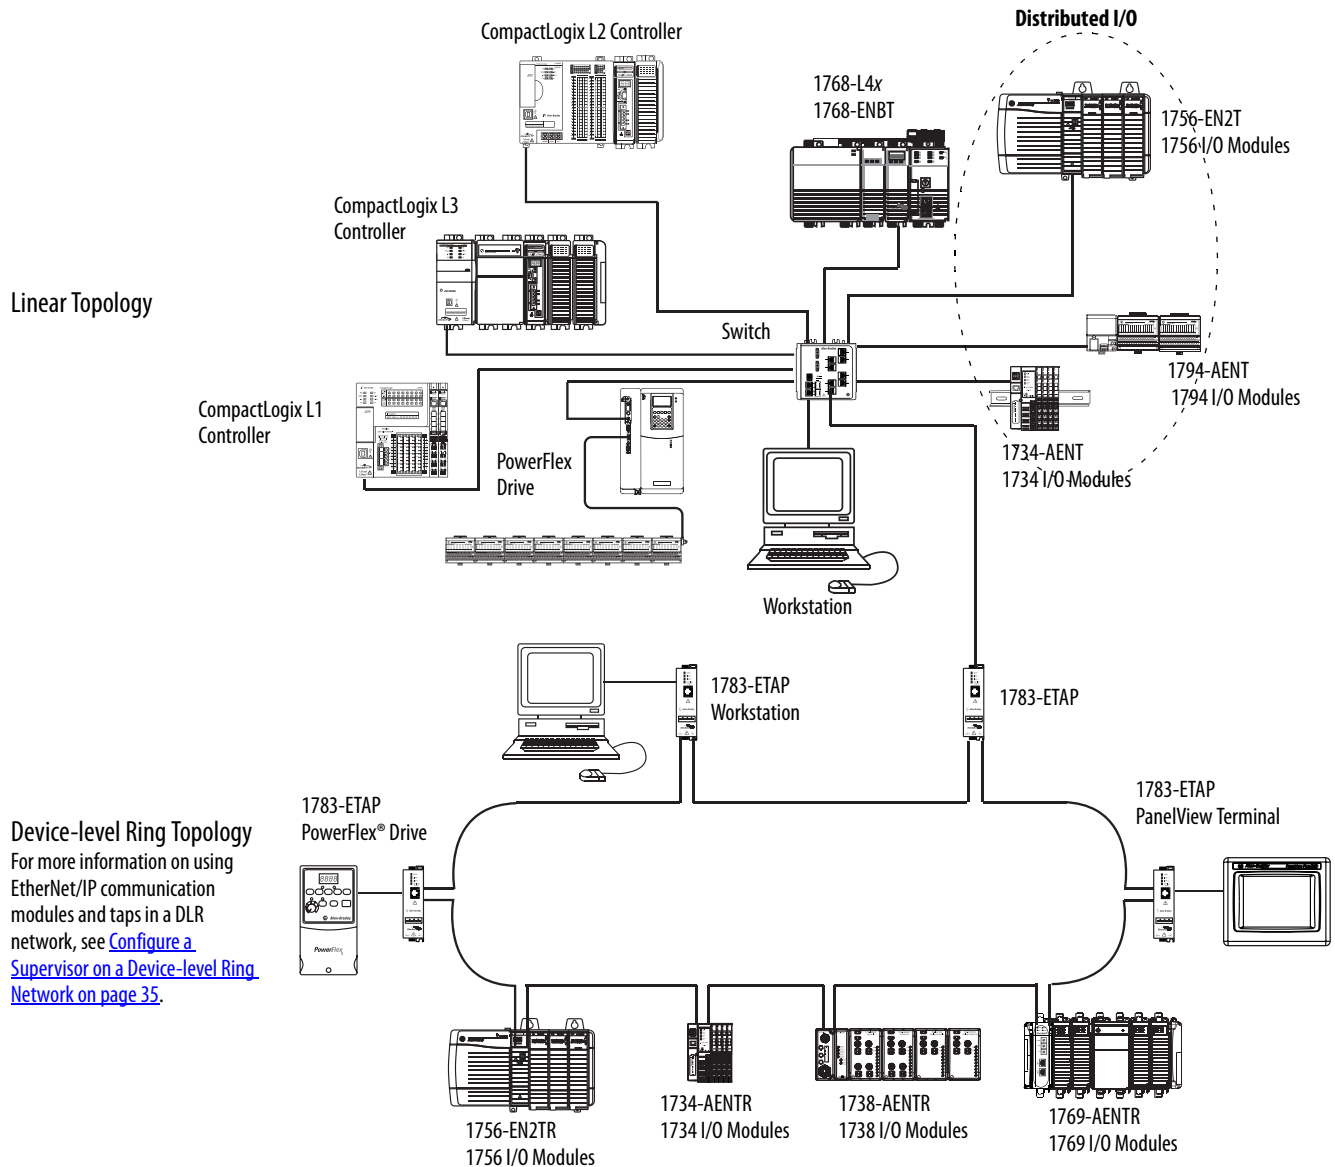 Distributed I/O
CompactLogix L2 Controller
1768-L4x
1768-ENBT
1756-EN2T
1756 I/O Modules
CompactLogix L3
Controller
Linear Topology
Switch
1794-AENT
1794 I/O Modules
CompactLogix L1
Controller
1734-AENT
1734 I/O Modules
PowerFlex
Drive
Workstation
1783-ETAP
Workstation
1783-ETAP
1783-ETAP
PanelView Terminal
1783-ETAP
PowerFlex® Drive
Device-level Ring Topology
For more information on using
EtherNet/IP communication
modules and taps in a DLR
network, see Configure a
Supervisor on a Device-level Ring
Network on page 35.
Allen-Bradley
PowerFlex
1756-EN2TR
1756 I/O Modules
1734-AENTR
1734 I/O Modules
1738-AENTR
1738 I/O Modules
1769-AENTR
1769 I/O Modules